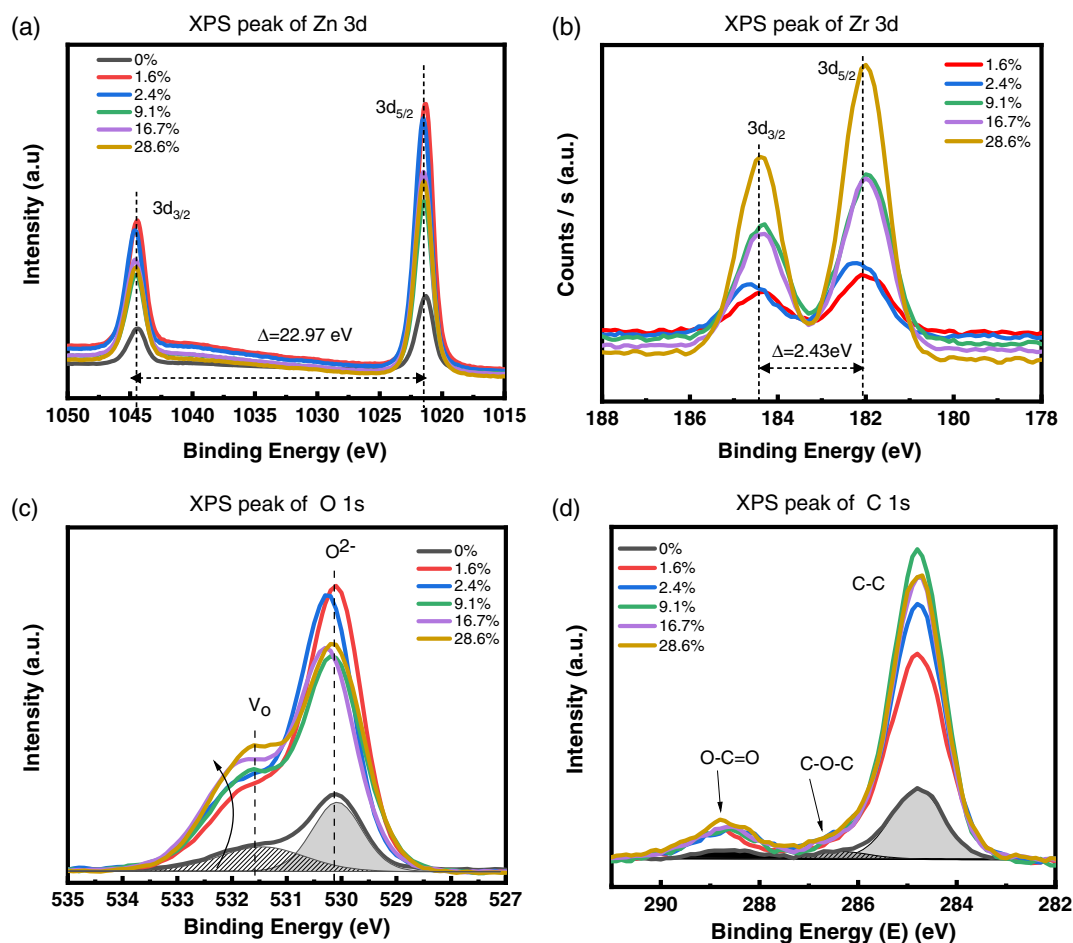 (a)
XPS peak of Zn 3d
0%
1.6%
2.4%
9.1%
16.7%
28.6%
3d5/2
3d3/2
Δ=22.97 eV
Intensity (a.u)
1050 1045 1040 1035 1030 1025 1020 1015
Binding Energy (eV)
(b)
XPS peak of Zr 3d
1.6%
2.4%
9.1%
16.7%
28.6%
3d5/2
3d3/2
Δ=2.43eV
Counts / s (a.u.)
188 186 184 182 180 178
Binding Energy (eV)
(c)
XPS peak of O 1s
O2-
0%
1.6%
2.4%
9.1%
16.7%
28.6%
VO
Intensity (a.u.)
535 534 533 532 531 530 529 528 527
Binding Energy (eV)
(d)
XPS peak of C 1s
0%
1.6%
2.4%
9.1%
16.7%
28.6%
C-C
O-C=O
C-O-C
Intensity (a.u.)
290 288 286 284 282
Binding Energy (E) (eV)